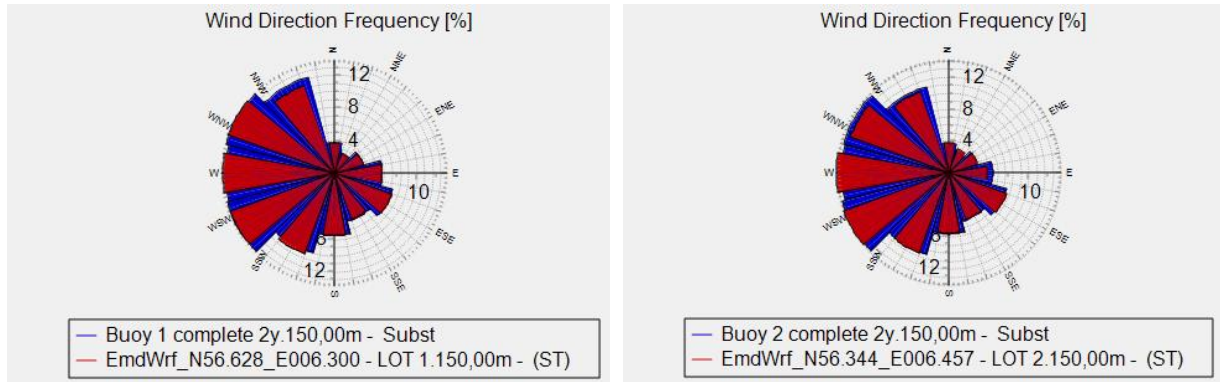 Wind Direction Frequency [%]
N
NNE
ENE
E
ESE
SSE
S
SSW
WSW
W
WNW
NNW
12
8
4
10
8
12
Buoy 1 complete 2y.150,00m - Subst
EmdWrf_N56.628_E006.300 - LOT 1.150,00m - (ST)
Wind Direction Frequency [%]
N
NNE
ENE
E
ESE
SSE
S
SSW
WSW
W
WNW
NNW
12
8
4
10
8
12
Buoy 2 complete 2y.150,00m - Subst
EmdWrf_N56.344_E006.457 - LOT 2.150,00m - (ST)